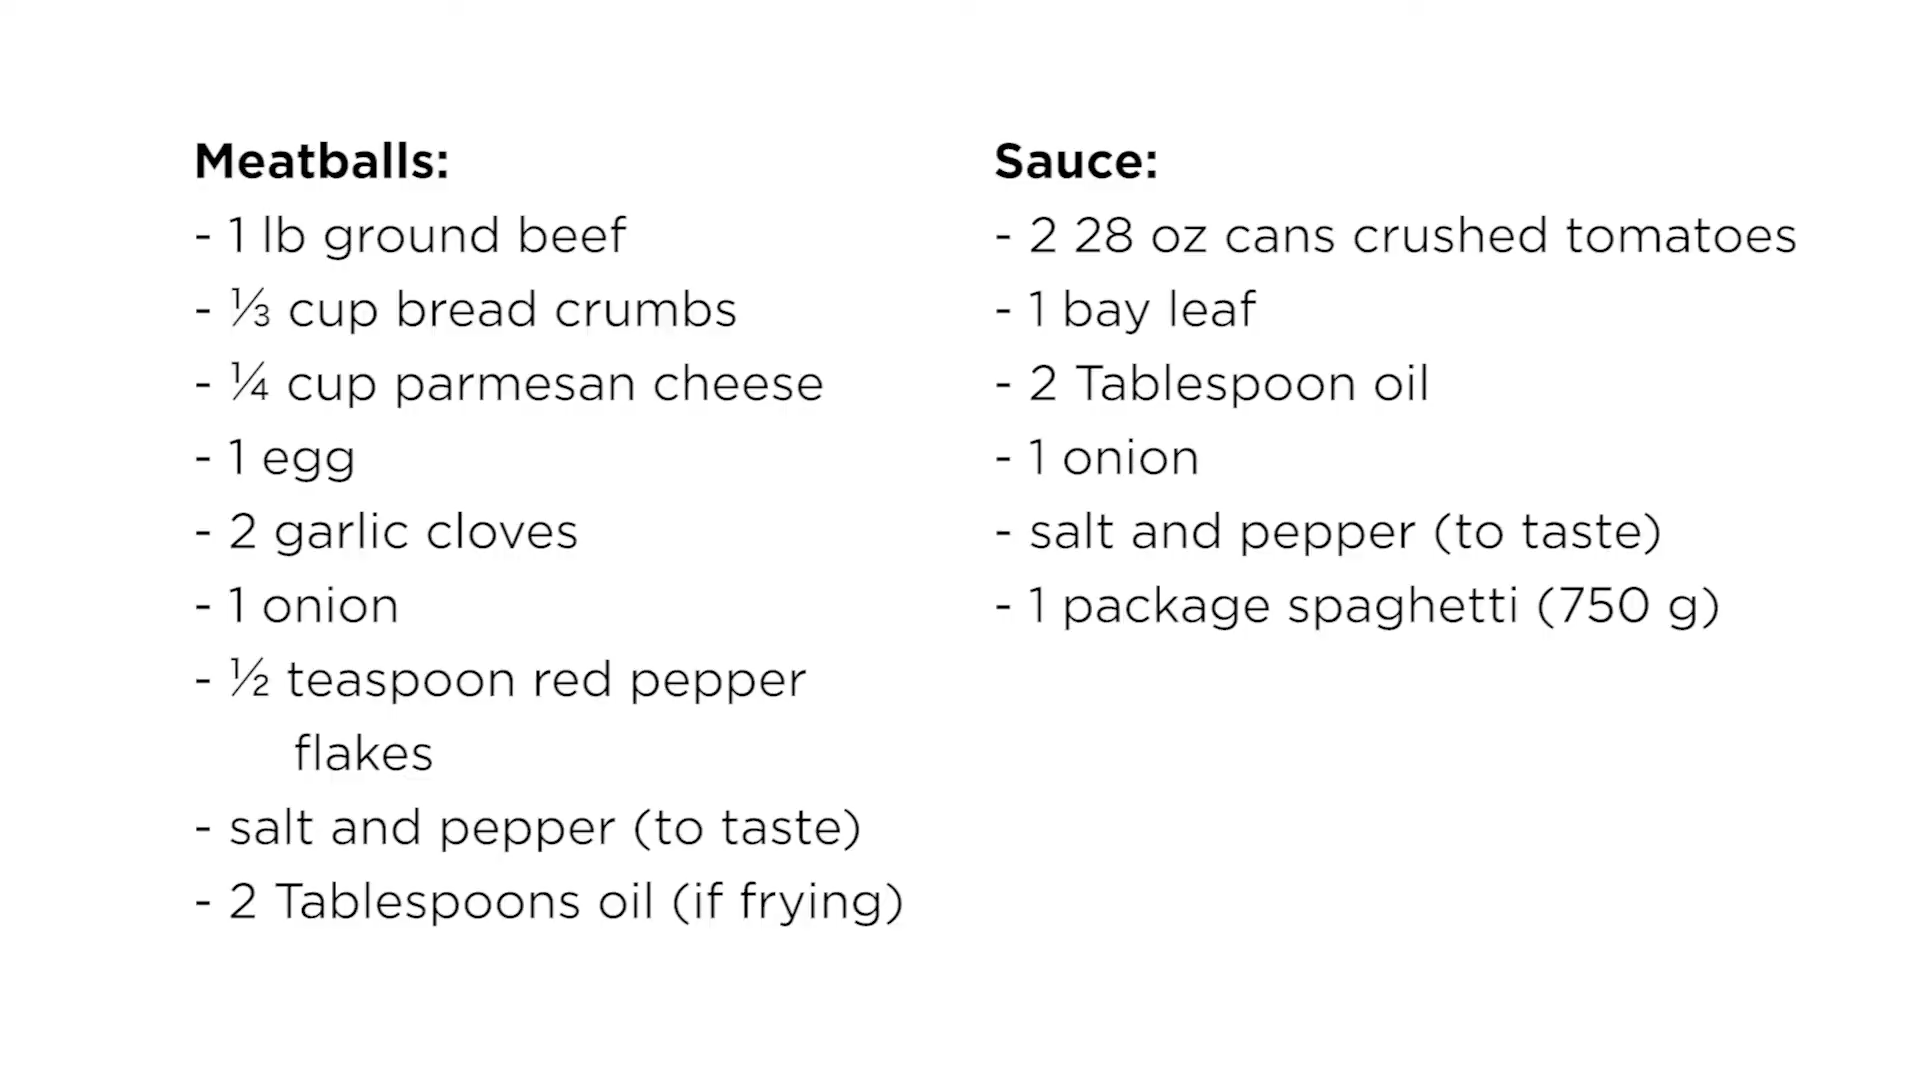 Meatballs:
- 1 lb ground beef
- ⅓ cup bread crumbs
- ¼ cup parmesan cheese
- 1 egg
- 2 garlic cloves
- 1 onion
- ½ teaspoon red pepper
flakes
- salt and pepper (to taste)
- 2 Tablespoons oil (if frying)
Sauce:
- 2 28 oz cans crushed tomatoes
- 1 bay leaf
- 2 Tablespoon oil
- 1 onion
- salt and pepper (to taste)
- 1 package spaghetti (750 g)